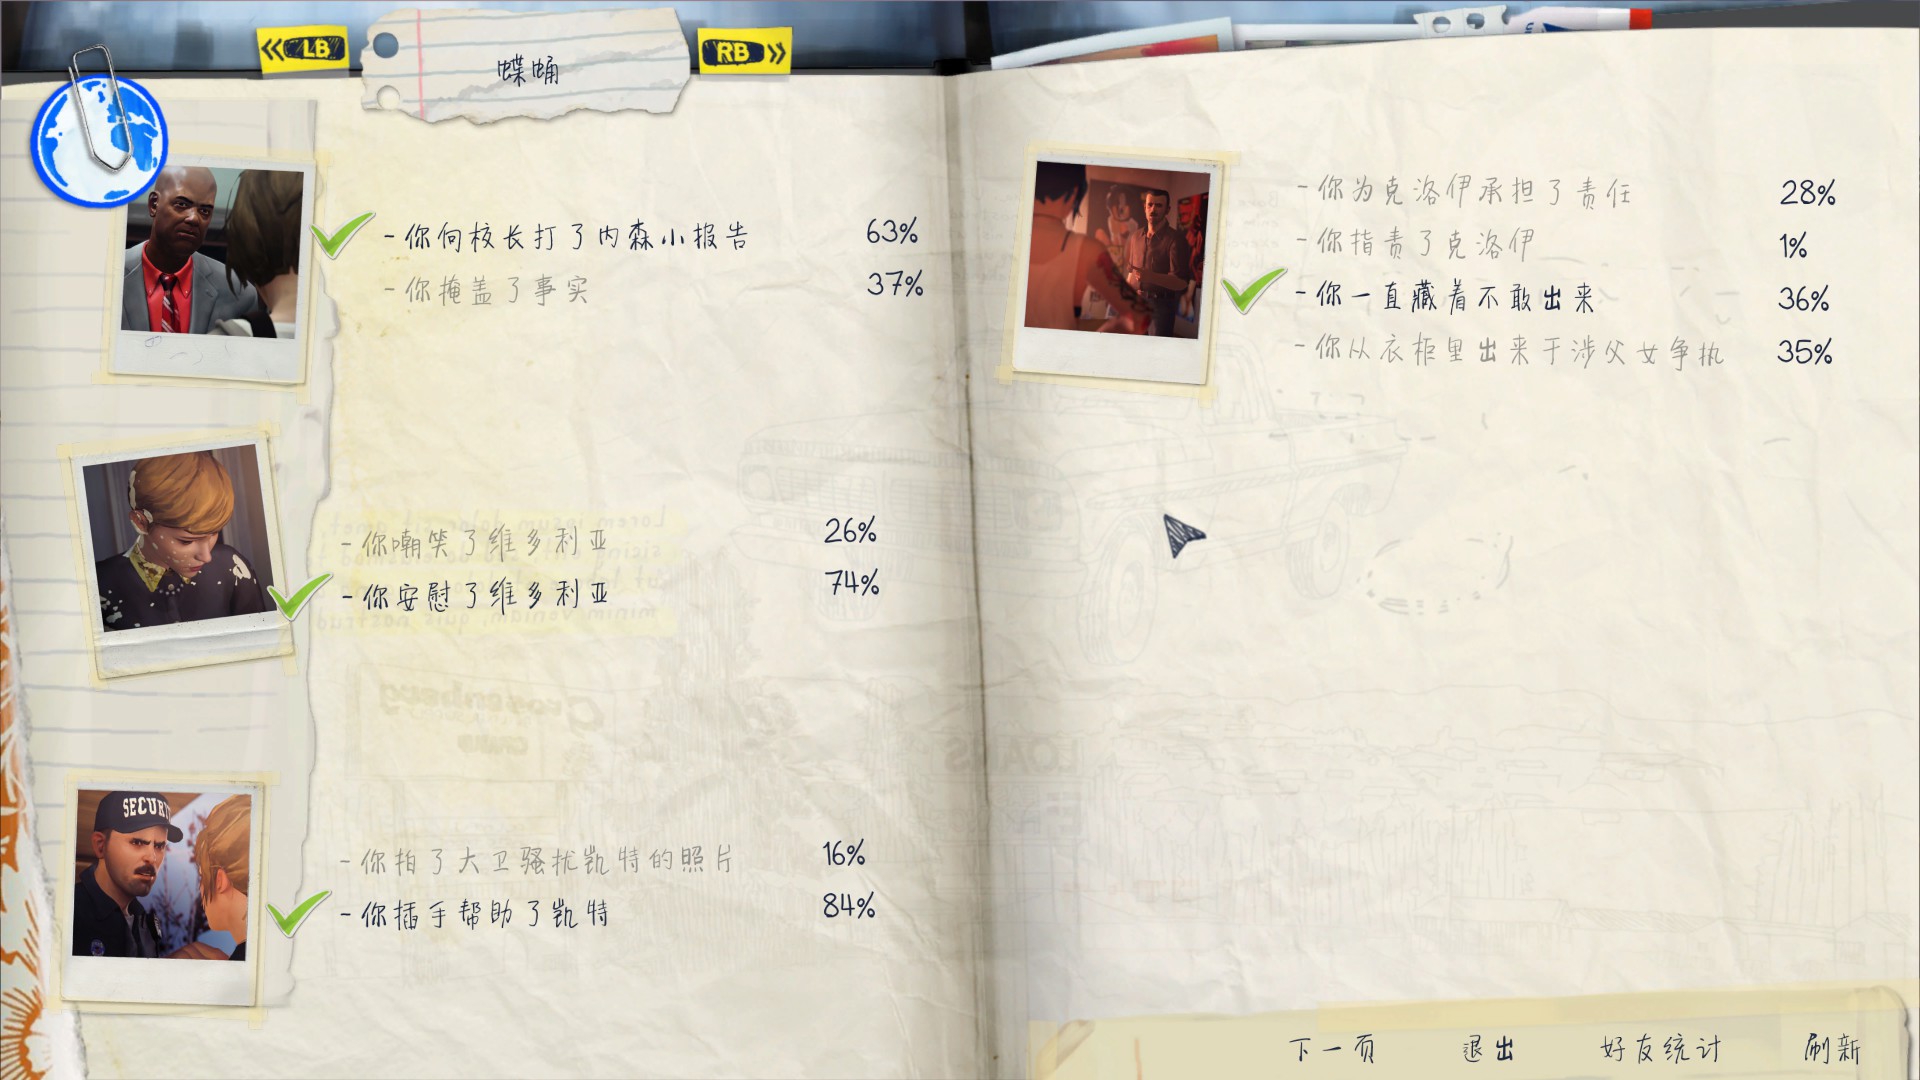 LB
蝶蛹
RB
-你向校长打了内森小报告 63%
-你掩盖了事实 37%
-你嘲笑了维多利亚 26%
-你安慰了维多利亚 74%
SECURI
-你拍了大卫骚扰凯特的照片 16%
-你插手帮助了凯特 84%
-你为克洛伊承担了责任 28%
-你指责了克洛伊 1%
-你一直藏着不敢出来 36%
-你从衣柜里出来干涉父女争执 35%
下一页 退出 好友统计 刷新